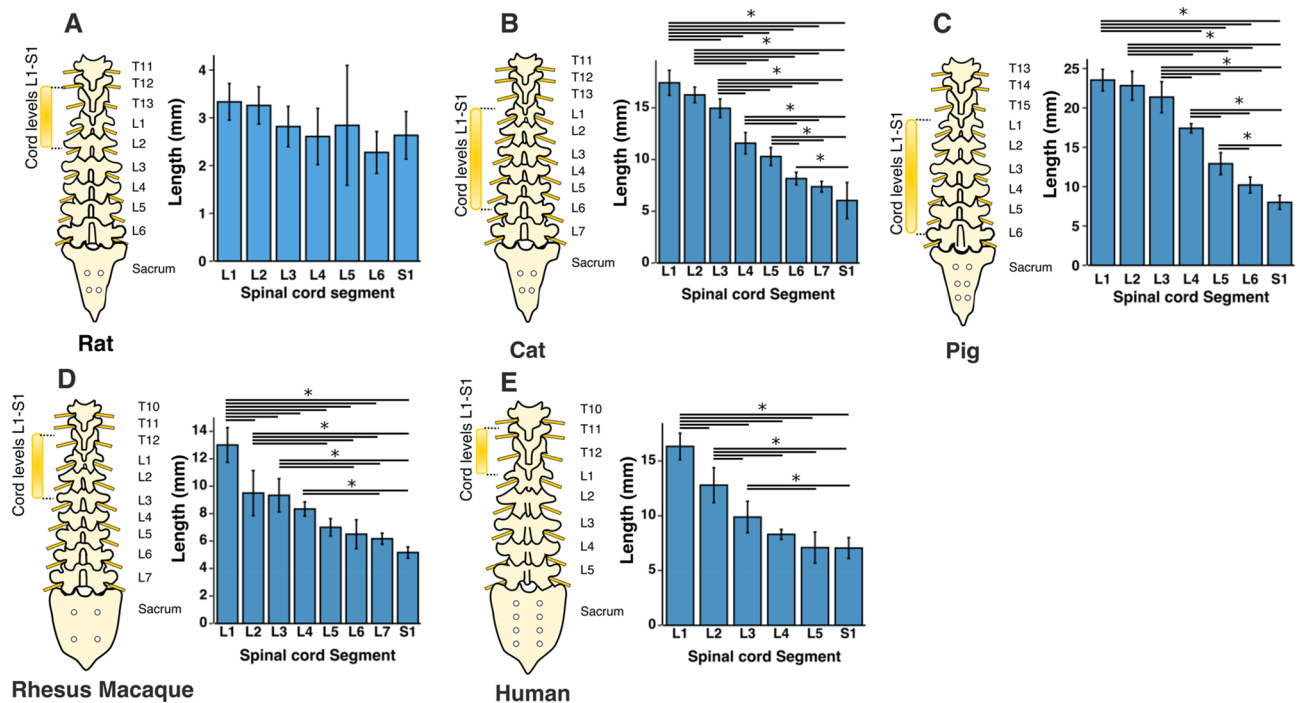 A
Cord levels L1-S1
T11
T12
T13
L1
L2
L3
L4
L5
L6
Sacrum
Rat
Length (mm)
4
3
2
1
0
L1 L2 L3 L4 L5 L6 S1
Spinal cord segment
B
Cord levels L1-S1
T11
T12
T13
L1
L2
L3
L4
L5
L6
L7
Sacrum
Cat
Length (mm)
15
10
5
0
*
*
*
*
*
*
L1 L2 L3 L4 L5 L6 L7 S1
Spinal cord Segment
C
Cord levels L1-S1
T13
T14
T15
L1
L2
L3
L4
L5
L6
Sacrum
Pig
Length (mm)
25
20
15
10
5
0
*
*
*
*
*
L1 L2 L3 L4 L5 L6 S1
Spinal cord Segment
D
Cord levels L1-S1
T10
T11
T12
L1
L2
L3
L4
L5
L6
L7
Sacrum
Rhesus Macaque
Length (mm)
14
12
10
8
6
4
2
0
*
*
*
*
L1 L2 L3 L4 L5 L6 L7 S1
Spinal cord Segment
E
Cord levels L1-S1
T10
T11
T12
L1
L2
L3
L4
L5
Sacrum
Human
Length (mm)
15
10
5
0
*
*
*
L1 L2 L3 L4 L5 S1
Spinal cord Segment